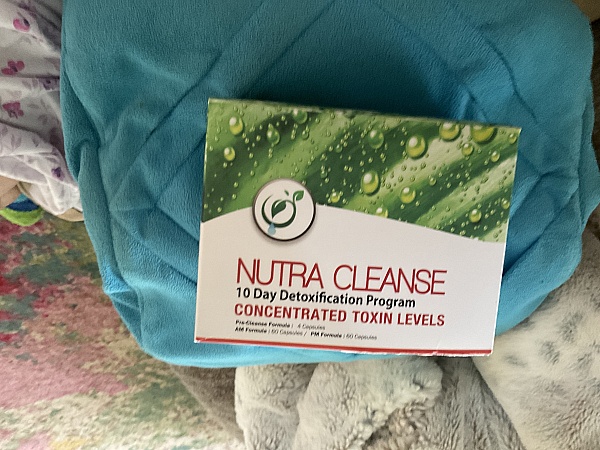 NUTRA CLEANSE
10 Day Detoxification Program
CONCENTRATED TOXIN LEVELS
Pre-Cleanse Formula : 4 Capsules
AM Formula : 60 Capsules / PM Formula : 60 Capsules